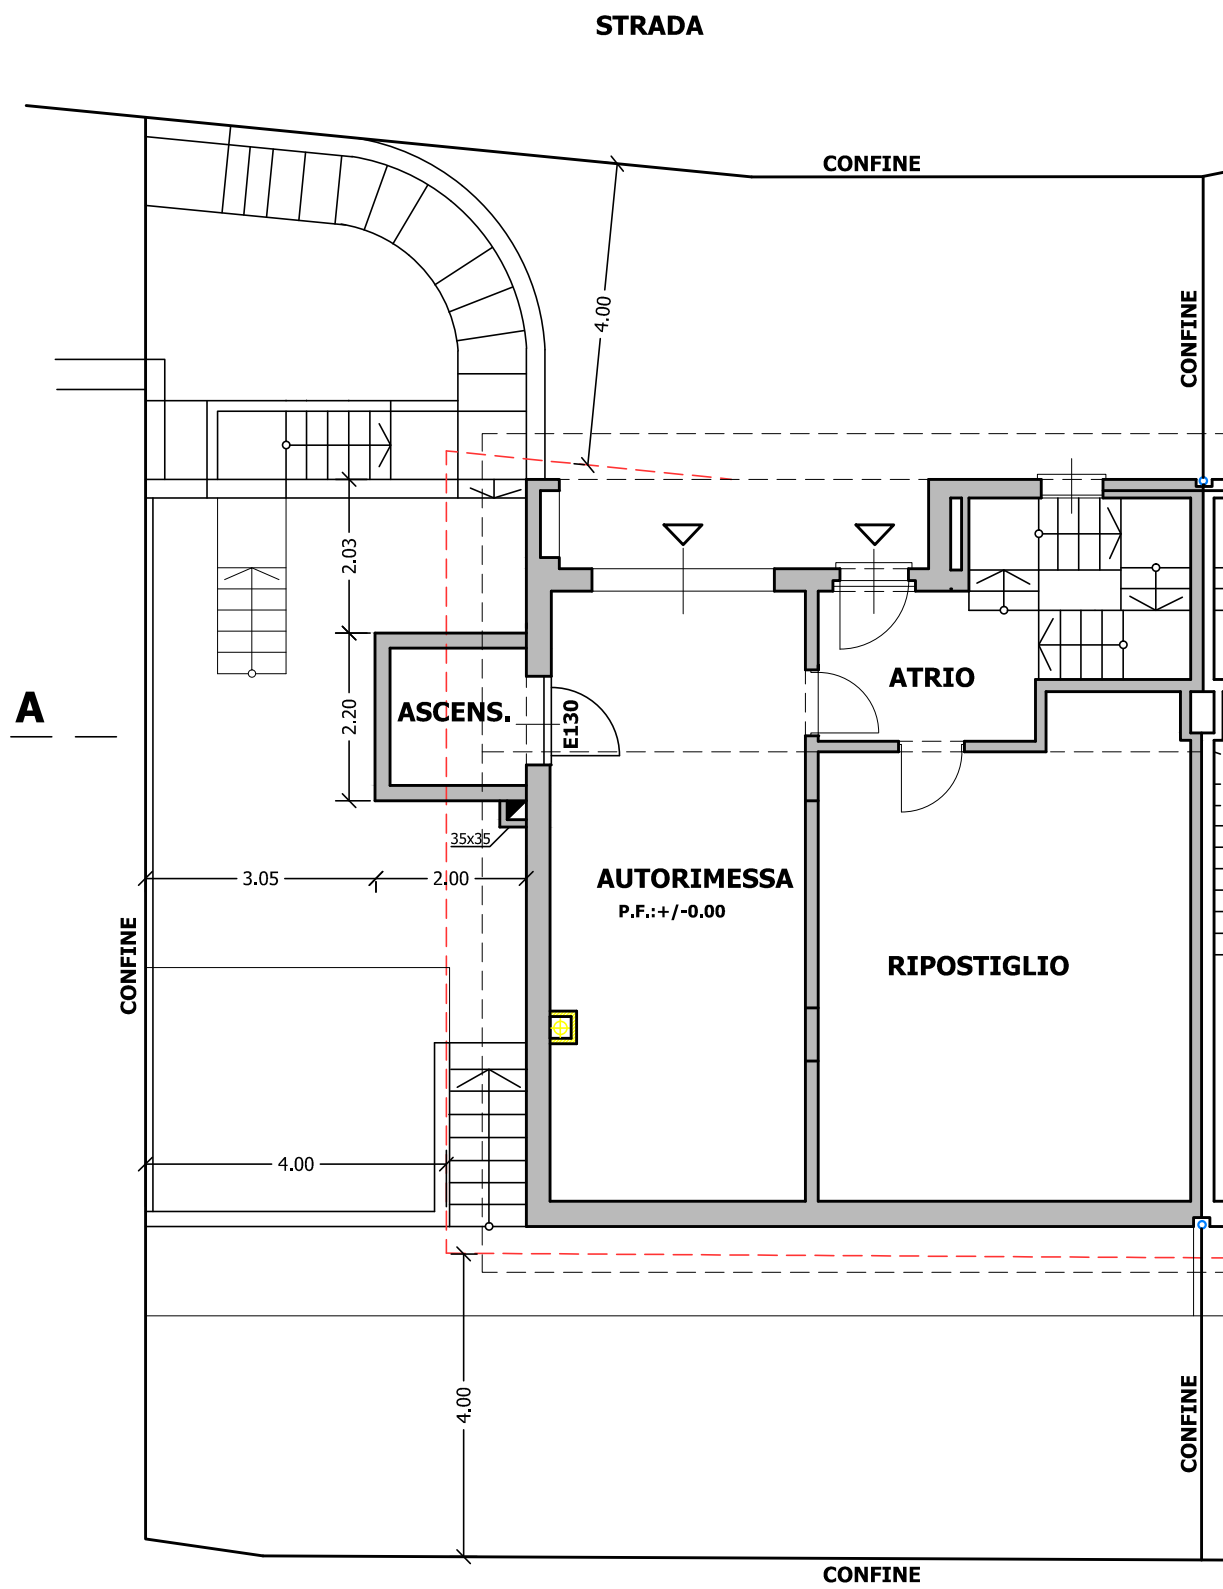 STRADA
CONFINE
CONFINE
4.00
2.03
ATRIO
A
ASCENS.
E130
2.20
35x35
3.05
2.00
AUTORIMESSA
P.F.:+/-0.00
CONFINE
RIPOSTIGLIO
4.00
4.00
CONFINE
CONFINE